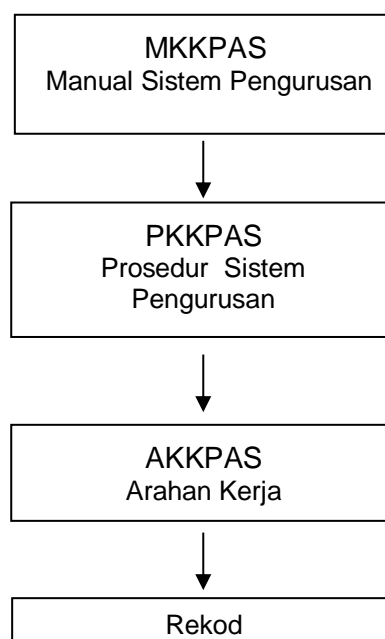 MKKPAS
Manual Sistem Pengurusan
PKKPAS
Prosedur Sistem
Pengurusan
AKKPAS
Arahan Kerja
Rekod